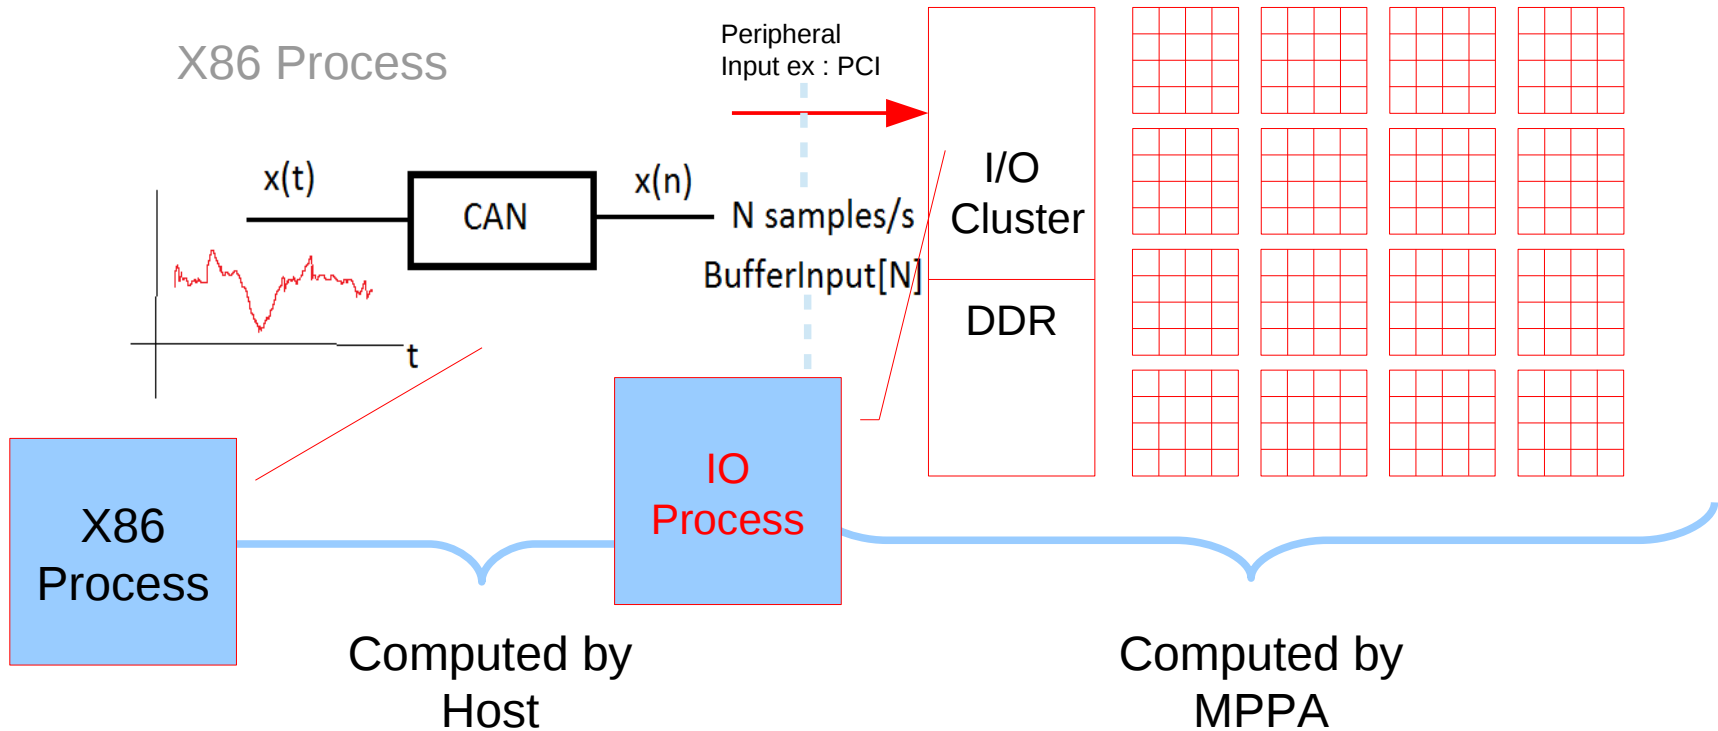 X86 Process
Peripheral
Input ex : PCI
x(t)
CAN
x(n)
N samples/s
BufferInput[N]
t
I/O
Cluster
DDR
X86
Process
IO
Process
Computed by
Host
Computed by
MPPA